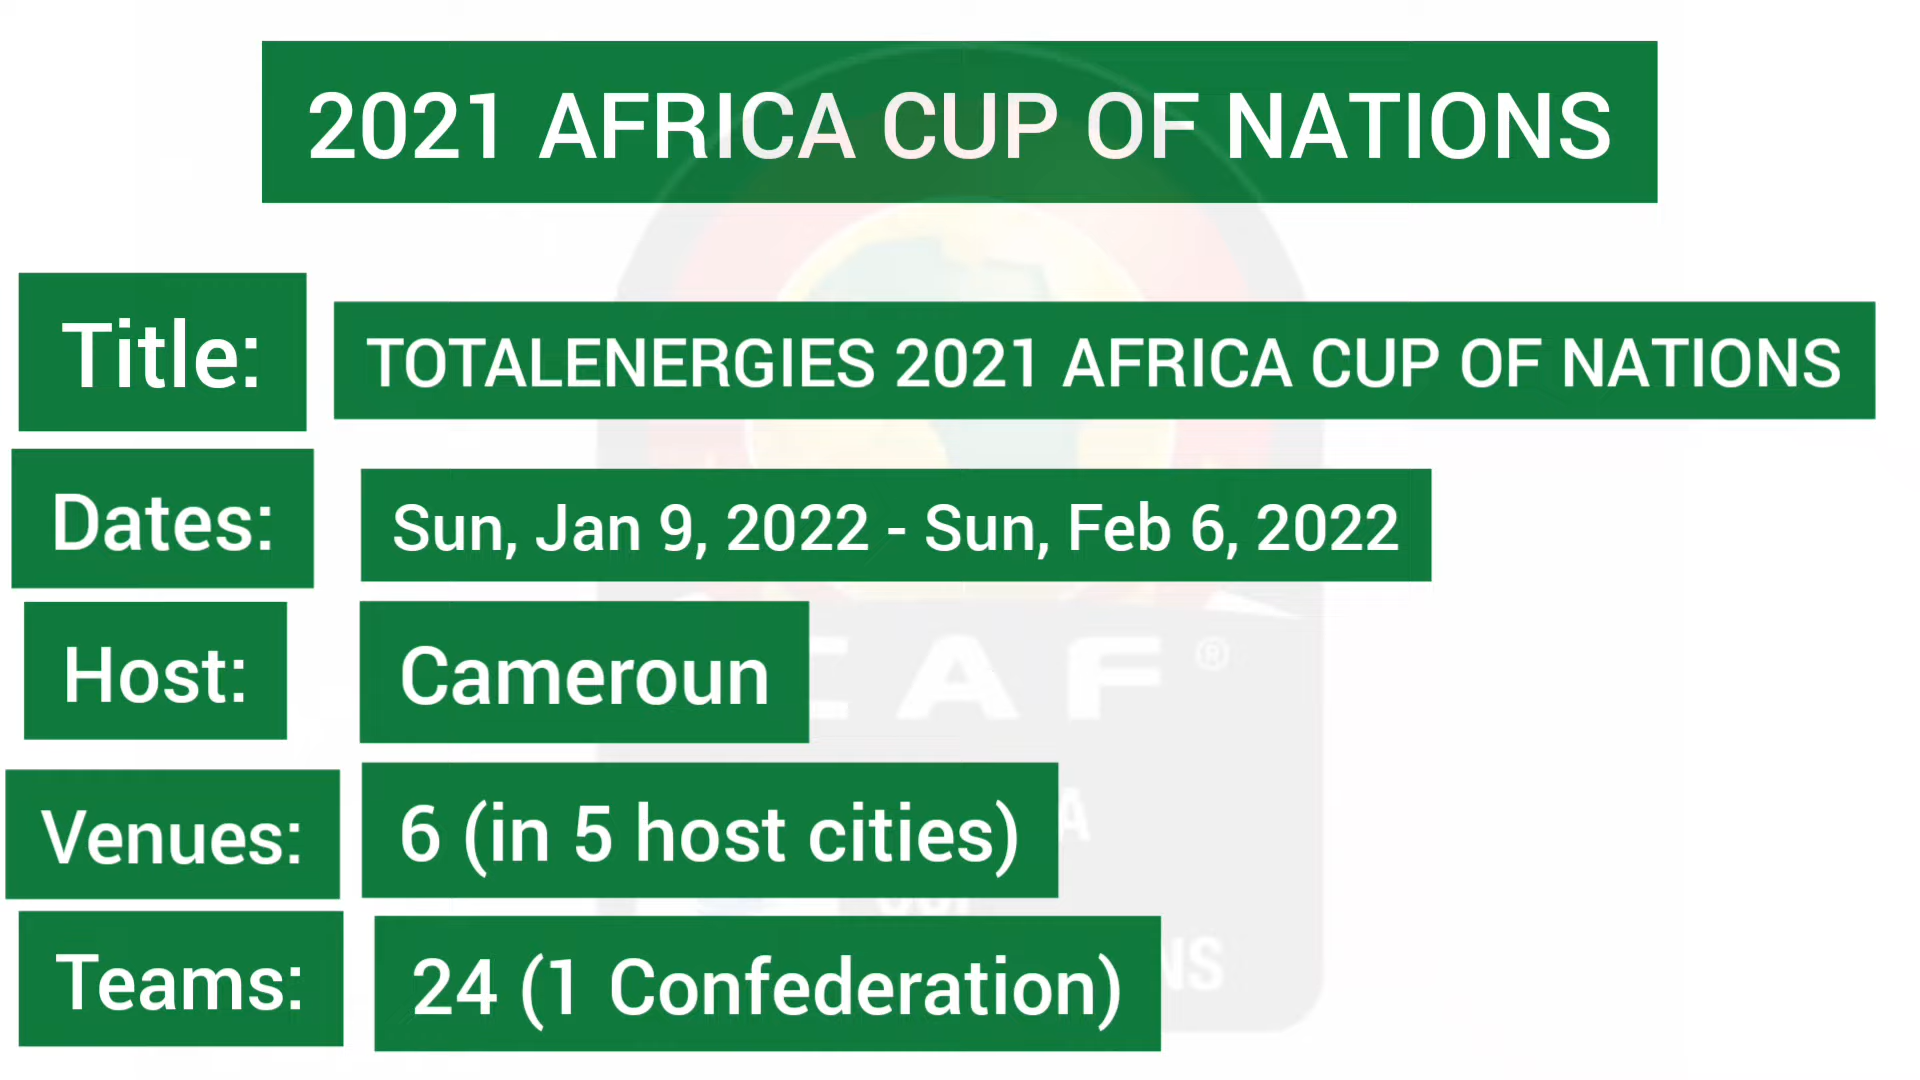 2021 AFRICA CUP OF NATIONS
Title: TOTALENERGIES 2021 AFRICA CUP OF NATIONS
Dates: Sun, Jan 9, 2022 - Sun, Feb 6, 2022
Host: Cameroun
CAF®
Venues: 6 (in 5 host cities)
Teams: 24 (1 Confederation)